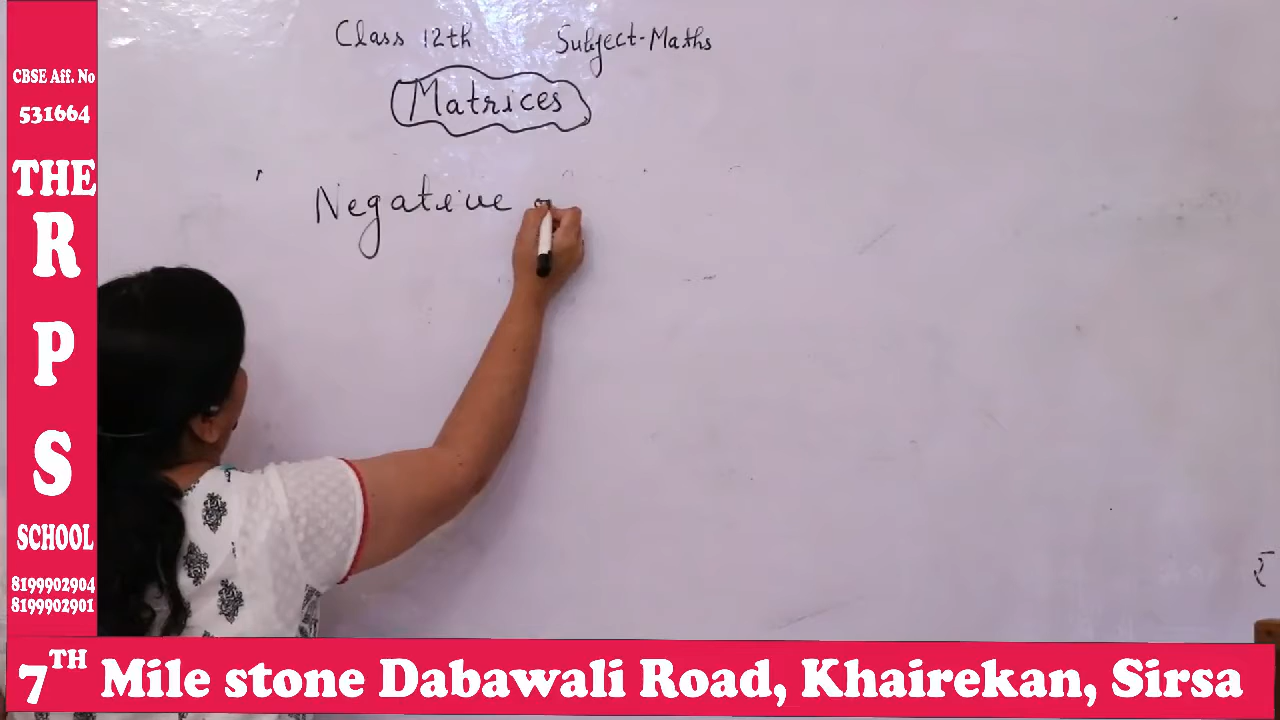 CBSE Aff. No
531664
THE
R
P
S
SCHOOL
8199902904
8199902901
Class 12th Subject-Maths
Matrices
Negative
7TH Mile stone Dabawali Road, Khairekan, Sirsa